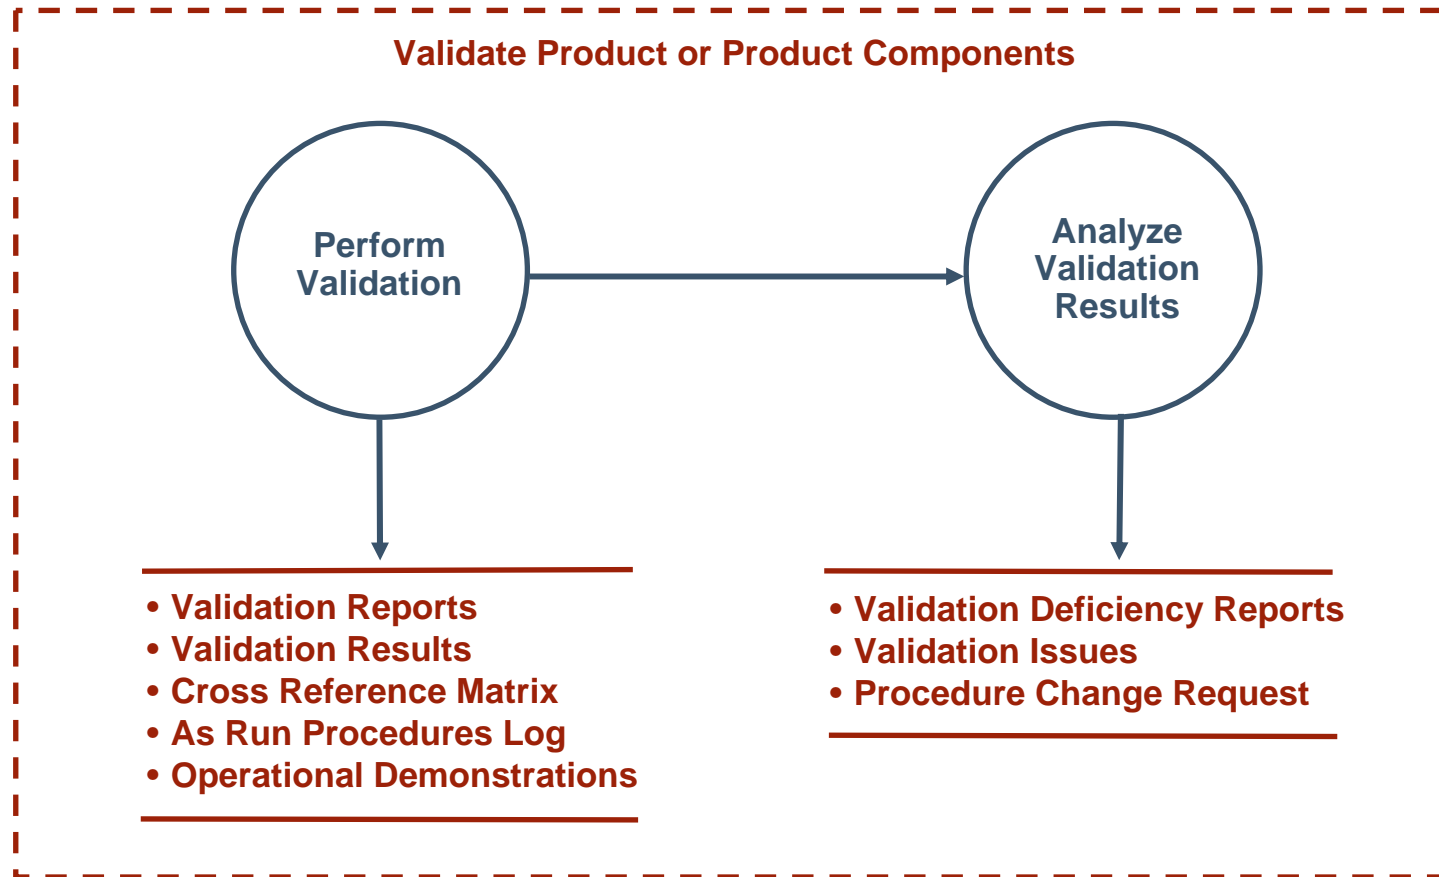 Validate Product or Product Components
Perform
Validation
Analyze
Validation
Results
• Validation Reports
• Validation Results
• Cross Reference Matrix
• As Run Procedures Log
• Operational Demonstrations
• Validation Deficiency Reports
• Validation Issues
• Procedure Change Request